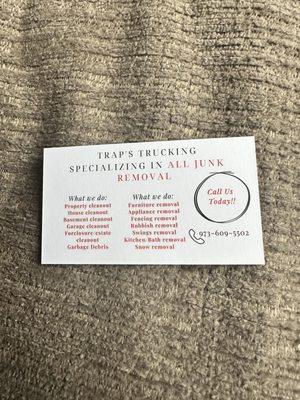 TRAP'S TRUCKING
SPECIALIZING IN ALL JUNK
REMOVAL
What we do:
Property cleanout
House cleanout
Basement cleanout
Garage cleanout
Foreclosure/estate
cleanout
Garbage Debris
What we do:
Furniture removal
Appliance removal
Fencing removal
Rubbish removal
Swings removal
Kitchen/Bath removal
Snow removal
Call Us
Today!!
973-609-5502